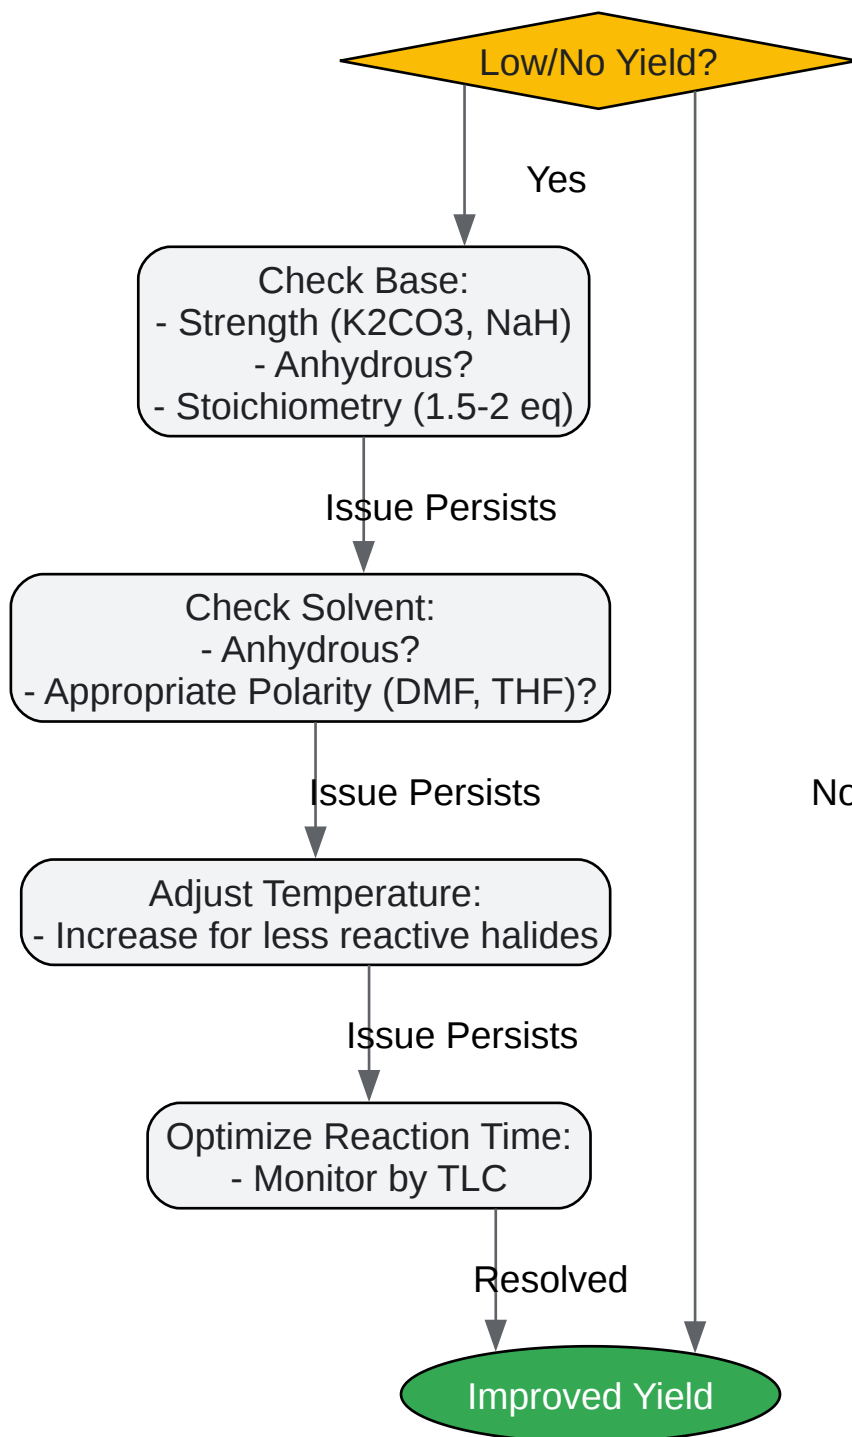 Low/No Yield?
Yes
Check Base:
- Strength (K2CO3, NaH)
- Anhydrous?
- Stoichiometry (1.5-2 eq)
Issue Persists
Check Solvent:
- Anhydrous?
- Appropriate Polarity (DMF, THF)?
Issue Persists
No
Adjust Temperature:
- Increase for less reactive halides
Issue Persists
Optimize Reaction Time:
- Monitor by TLC
Resolved
Improved Yield